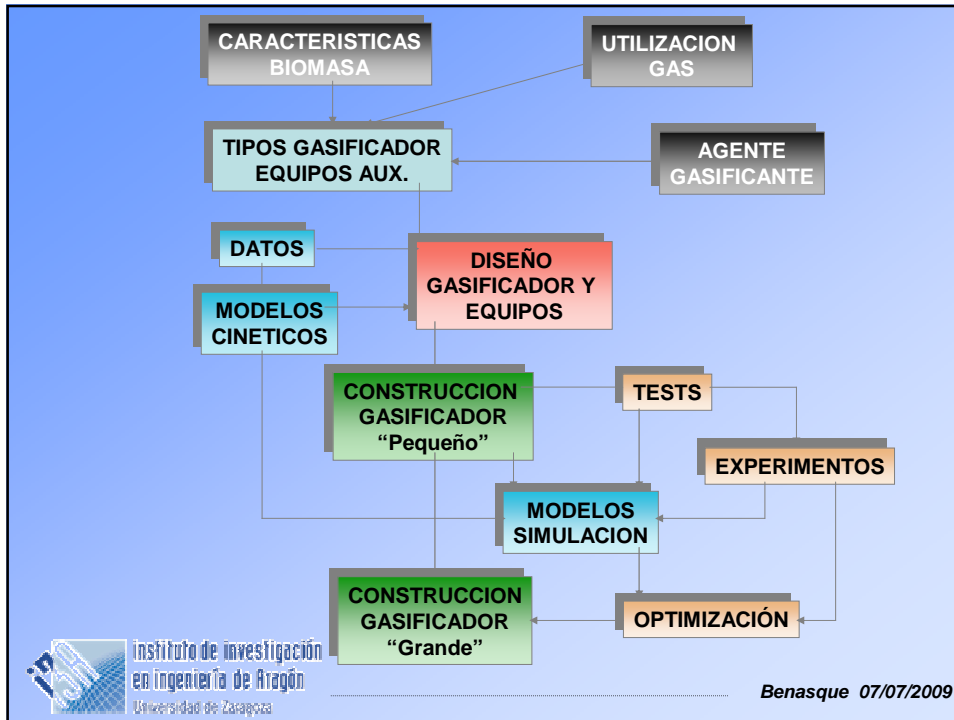 CARACTERISTICAS
BIOMASA
UTILIZACION
GAS
TIPOS GASIFICADOR
EQUIPOS AUX.
AGENTE
GASIFICANTE
DATOS
DISEÑO
GASIFICADOR Y
EQUIPOS
MODELOS
CINETICOS
CONSTRUCCION
GASIFICADOR
“Pequeño”
TESTS
EXPERIMENTOS
MODELOS
SIMULACION
CONSTRUCCION
GASIFICADOR
“Grande”
OPTIMIZACIÓN
instituto de investigación
en ingeniería de Aragón
Universidad de Zaragoza
Benasque 07/07/2009